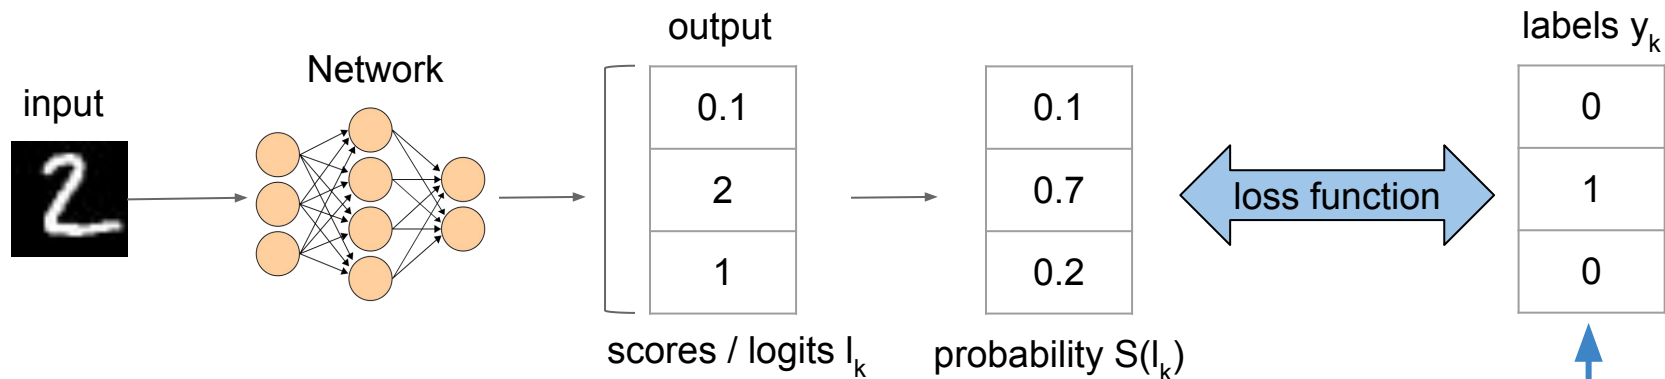 input
Network
output
0.1
2
1
scores / logits l_k
0.1
0.7
0.2
probability S(l_k)
loss function
labels y_k
0
1
0
2